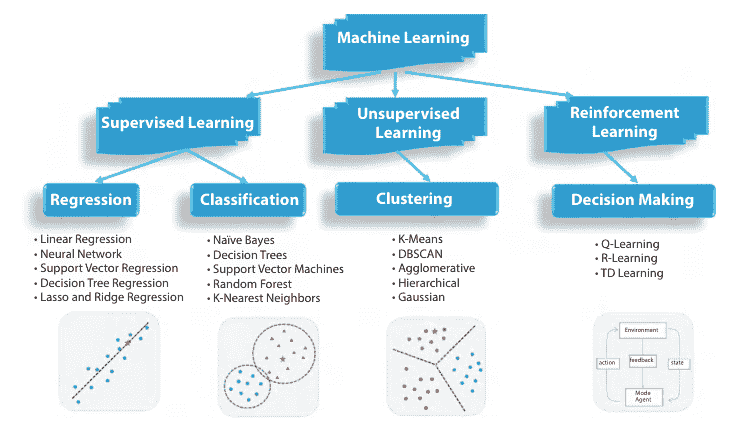 Machine Learning
Supervised Learning
Unsupervised
Learning
Reinforcement
Learning
Regression
Classification
Clustering
Decision Making
• Linear Regression
• Neural Network
• Support Vector Regression
• Decision Tree Regression
• Lasso and Ridge Regression
• Naïve Bayes
• Decision Trees
• Support Vector Machines
• Random Forest
• K-Nearest Neighbors
• K-Means
• DBSCAN
• Agglomerative
• Hierarchical
• Gaussian
• Q-Learning
• R-Learning
• TD Learning
Environment
action
feedback
state
Mode
Agent